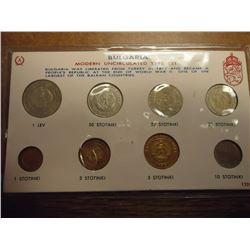 BULGARIA
MODERN UNCIRCULATED TYPE SET
BULGARIA WAS LIBERATED FROM TURKEY IN 1877 AND BECAME A
PEOPLE'S REPUBLIC AT THE END OF WORLD WAR II. ONE OF THE
LARGEST OF THE BALKAN COUNTRIES.
1 LEV
50 STOTINKI
STOTINKI
STOTINKI
1 STOTINKI
2 STOTINKI
5 STOTINKI
10 STOTINKI